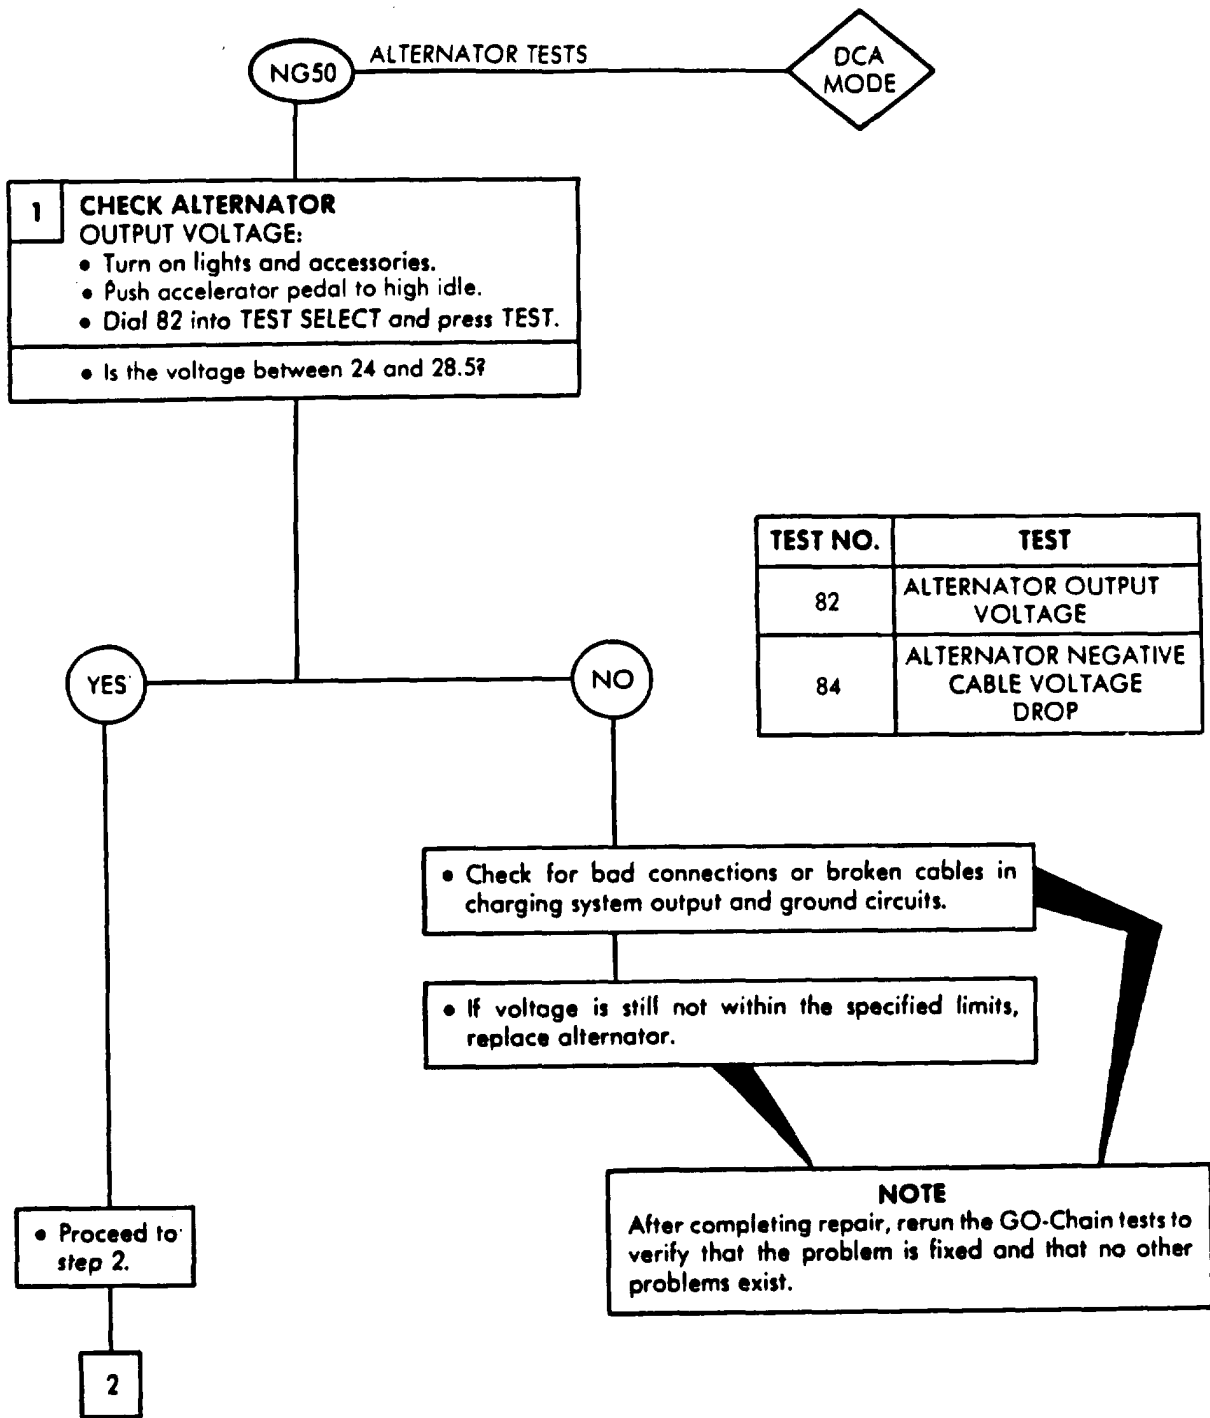 NG50
ALTERNATOR TESTS
DCA
MODE
1
CHECK ALTERNATOR
OUTPUT VOLTAGE:
• Turn on lights and accessories.
• Push accelerator pedal to high idle.
• Dial 82 into TEST SELECT and press TEST.
• Is the voltage between 24 and 28.5?
TEST NO. TEST
82 ALTERNATOR OUTPUT
VOLTAGE
84 ALTERNATOR NEGATIVE
CABLE VOLTAGE
DROP
YES
NO
• Check for bad connections or broken cables in
charging system output and ground circuits.
• If voltage is still not within the specified limits,
replace alternator.
NOTE
After completing repair, rerun the GO-Chain tests to
verify that the problem is fixed and that no other
problems exist.
• Proceed to
step 2.
2